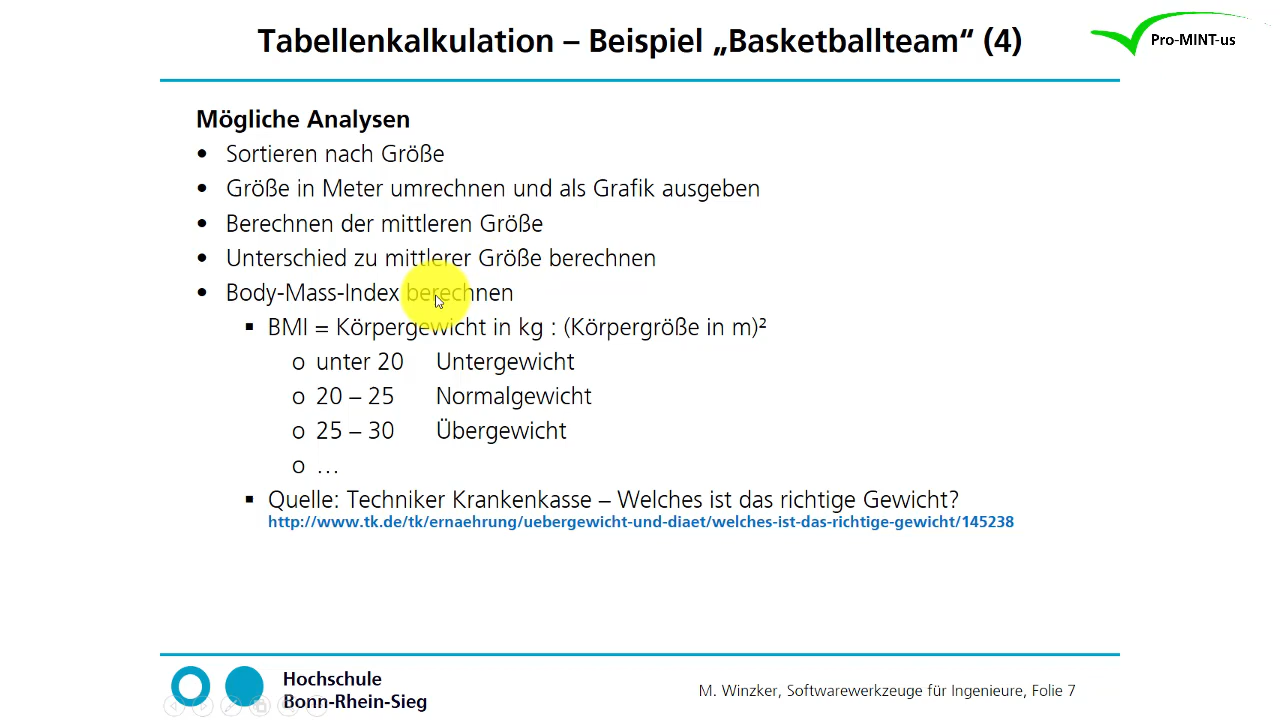 Tabellenkalkulation – Beispiel „Basketballteam“ (4)
Pro-MINT-us
Mögliche Analysen
• Sortieren nach Größe
• Größe in Meter umrechnen und als Grafik ausgeben
• Berechnen der mittleren Größe
• Unterschied zu mittlerer Größe berechnen
• Body-Mass-Index berechnen
▪ BMI = Körpergewicht in kg : (Körpergröße in m)²
o unter 20 Untergewicht
o 20 – 25 Normalgewicht
o 25 – 30 Übergewicht
o …
▪ Quelle: Techniker Krankenkasse – Welches ist das richtige Gewicht?
http://www.tk.de/tk/ernaehrung/uebergewicht-und-diaet/welches-ist-das-richtige-gewicht/145238
Hochschule
Bonn-Rhein-Sieg
M. Winzker, Softwarewerkzeuge für Ingenieure, Folie 7